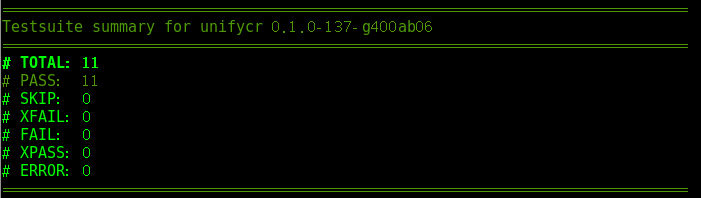 ============================================================================
Testsuite summary for unifycr 0.1.0-137-g400ab06
============================================================================
# TOTAL: 11
# PASS:  11
# SKIP:  0
# XFAIL: 0
# FAIL:  0
# XPASS: 0
# ERROR: 0
============================================================================